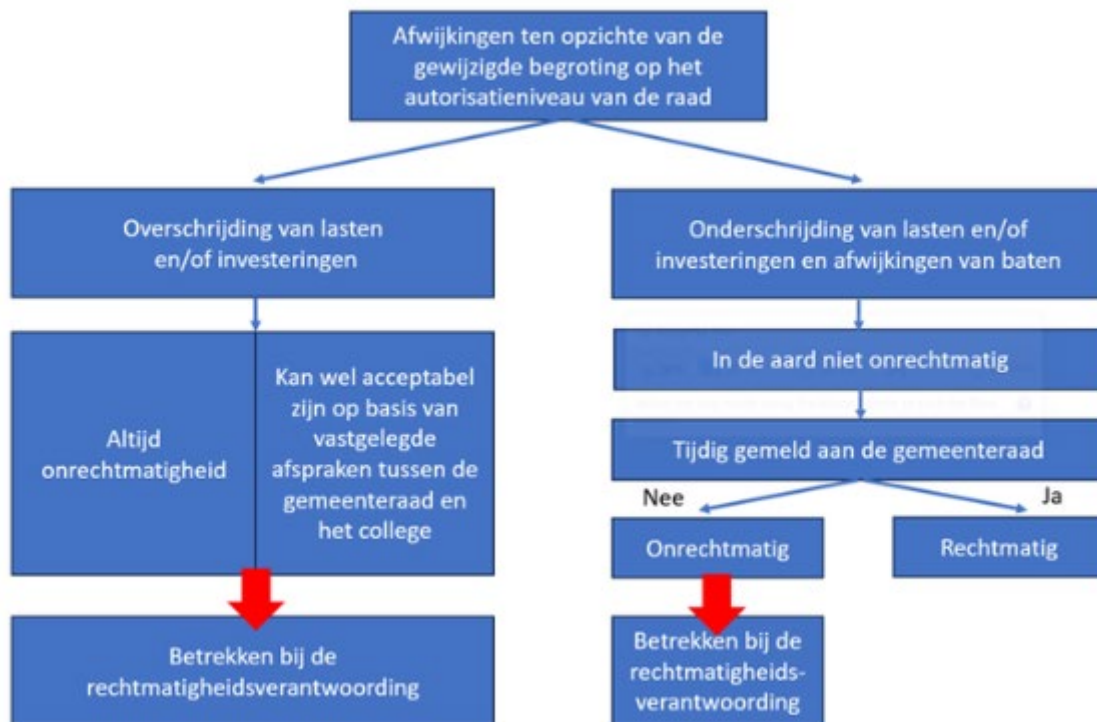 Afwijkingen ten opzichte van de
gewijzigde begroting op het
autorisatieniveau van de raad
Overschrijding van lasten
en/of investeringen
Onderschrijding van lasten en/of
investeringen en afwijkingen van baten
Altijd
onrechtmatigheid
Kan wel acceptabel
zijn op basis van
vastgelegde
afspraken tussen de
gemeenteraad en
het college
In de aard niet onrechtmatig
Tijdig gemeld aan de gemeenteraad
Nee
Ja
Onrechtmatig
Rechtmatig
Betrekken bij de
rechtmatigheidsverantwoording
Betrekken bij de
rechtmatigheids-
verantwoording